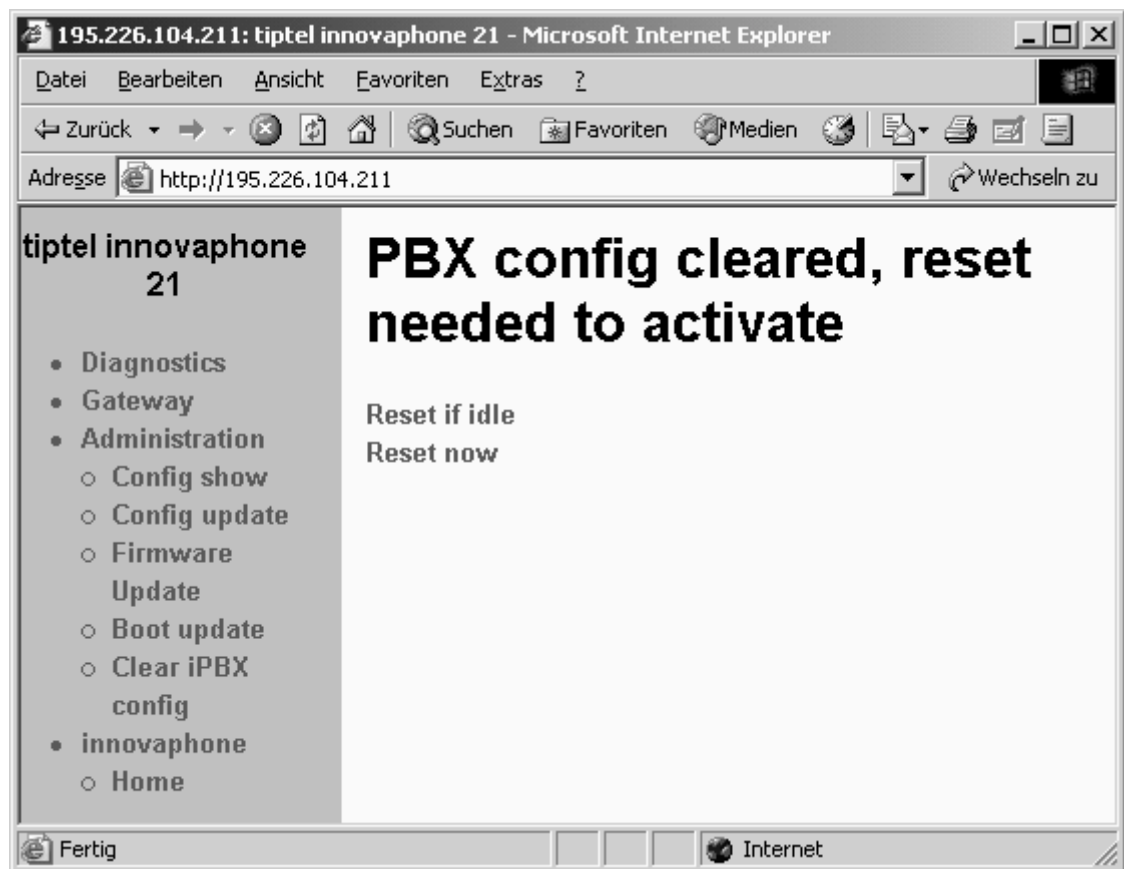 195.226.104.211: tiptel innovaphone 21 - Microsoft Internet Explorer
Datei Bearbeiten Ansicht Favoriten Extras ?
Zurück Suchen Favoriten Medien
Adresse http://195.226.104.211 Wechseln zu
tiptel innovaphone
21
• Diagnostics
• Gateway
• Administration
○ Config show
○ Config update
○ Firmware
Update
○ Boot update
○ Clear iPBX
config
• innovaphone
○ Home
PBX config cleared, reset
needed to activate
Reset if idle
Reset now
Fertig Internet